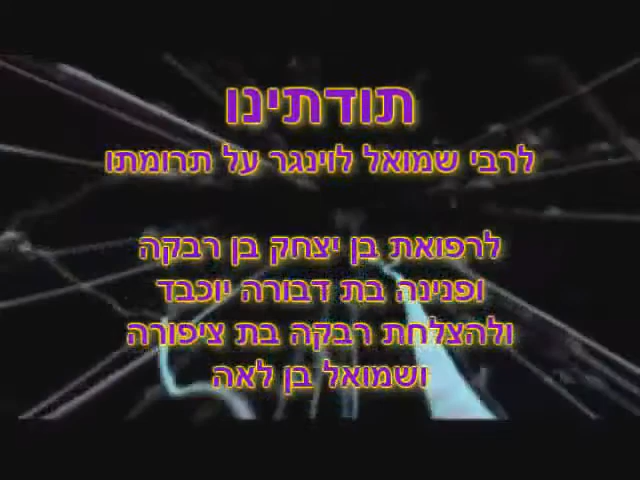 תודתינו
לרבי שמואל לוינגר על תרומתו
לרפואת בן יצחק בן רבקה
ופנינה בת דבורה יוכבד
ולהצלחת רבקה בת ציפורה
ושמואל בן לאה